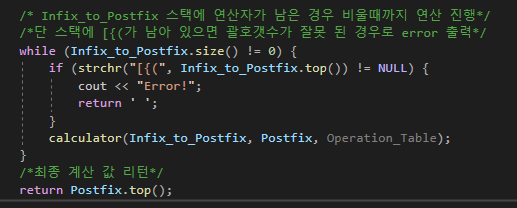 /* Infix_to_Postfix 스택에 연산자가 남은 경우 비울때까지 연산 진행*/
/*단 스택에 [{(가 남아 있으면 괄호갯수가 잘못 된 경우로 error 출력*/
while (Infix_to_Postfix.size() != 0) {
if (strchr("[{(", Infix_to_Postfix.top()) != NULL) {
cout << "Error!";
return ' ';
}
calculator(Infix_to_Postfix, Postfix, Operation_Table);
}
/*최종 계산 값 리턴*/
return Postfix.top();